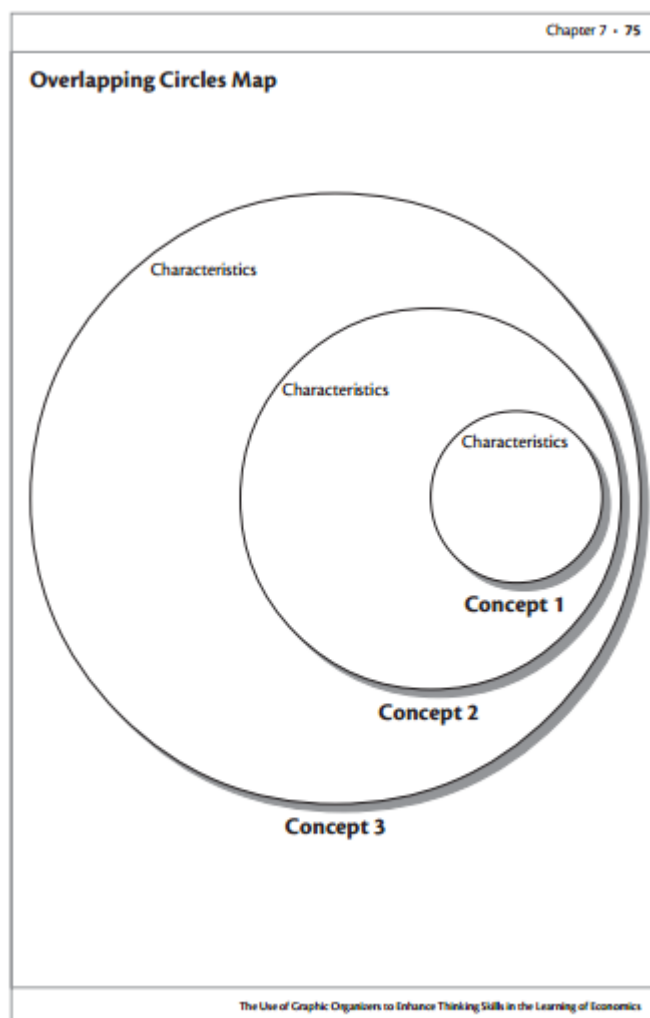 Chapter 7 • 75
Overlapping Circles Map
Characteristics
Characteristics
Characteristics
Concept 1
Concept 2
Concept 3
The Use of Graphic Organizers to Enhance Thinking Skills in the Learning of Economics